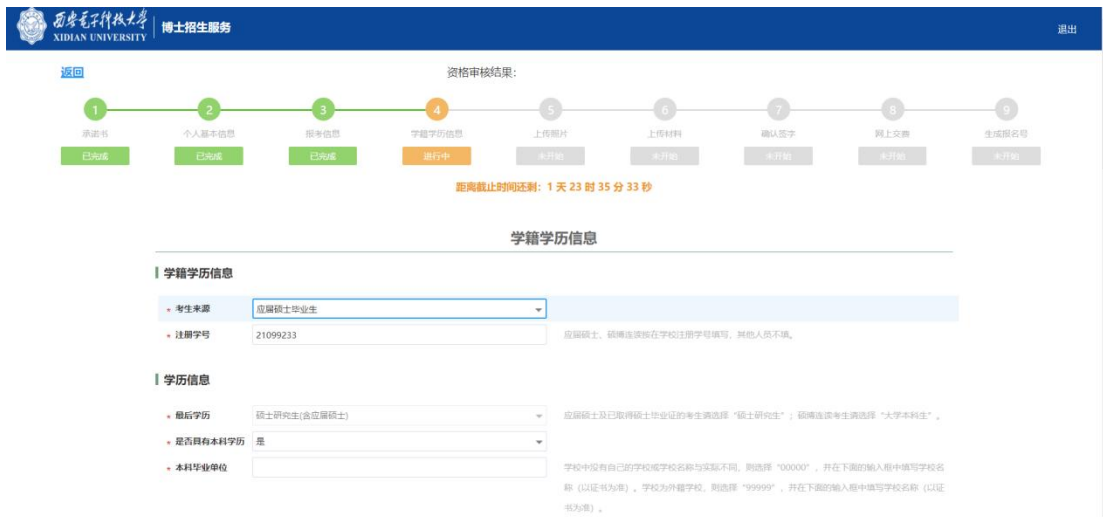 西安电子科技大学
XIDIAN UNIVERSITY
博士招生服务
退出
返回
资格审核结果：
1 2 3 4 5 6 7 8 9
承诺书 个人基本信息 报考信息 学籍学历信息 上传照片 上传材料 确认签字 网上交费 生成报名号
已完成 已完成 已完成 进行中 未开始 未开始 未开始 未开始 未开始
距离截止时间还剩：1 天 23 时 35 分 33 秒
学籍学历信息
学籍学历信息
* 考生来源 应届硕士毕业生
* 注册学号 21099233 应届硕士、硕博连读按在学校注册学号填写，其他人员不填。
学历信息
* 最后学历 硕士研究生(含应届硕士) 应届硕士及已取得硕士毕业证的考生请选择“硕士研究生”；硕博连读考生请选择“大学本科生”。
* 是否具有本科学历 是
* 本科毕业单位 学校中没有自己的学校或学校名称与实际不同，则选择“00000”，并在下面的输入框中填写学校名
称（以证书为准）。学校为外籍学校，则选择“99999”，并在下面的输入框中填写学校名称（以证
书为准）。